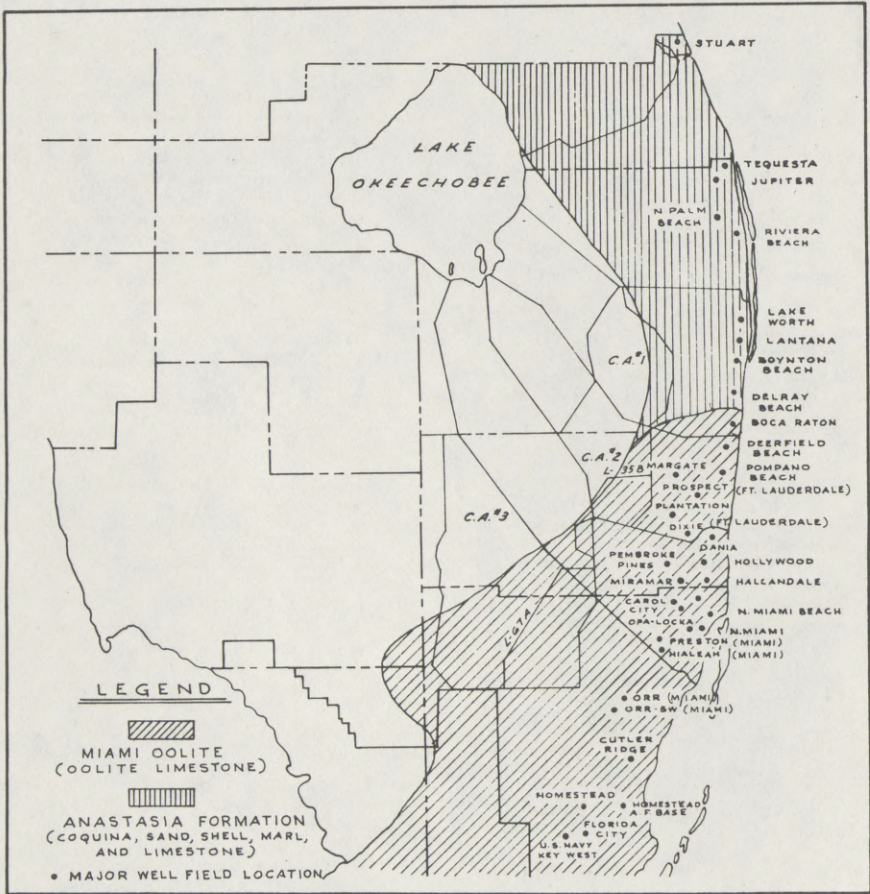 STUART
LAKE
OKEECHOBEE
TEQUESTA
JUPITER
N. PALM
BEACH
RIVIERA
BEACH
LAKE
WORTH
LANTANA
C.A.#1
BOYNTON
BEACH
DELRAY
BEACH
BOCA RATON
DEERFIELD
BEACH
C.A.#2
L-35B
MARGATE
POMPANO
BEACH
PROSPECT (FT. LAUDERDALE)
PLANTATION
C.A.#3
DIXIE (FT. LAUDERDALE)
DANIA
PEMBROKE
PINES
HOLLYWOOD
MIRAMAR
HALLANDALE
CAROL
CITY
N. MIAMI BEACH
OPA-LOCKA
N. MIAMI
PRESTON (MIAMI)
HIALEAH (MIAMI)
L-67A
ORR (MIAMI)
ORR-SW (MIAMI)
CUTLER
RIDGE
HOMESTEAD
HOMESTEAD
A.F. BASE
FLORIDA
CITY
U.S. NAVY
KEY WEST
LEGEND
MIAMI OOLITE
(OOLITE LIMESTONE)
ANASTASIA FORMATION
(COQUINA, SAND, SHELL, MARL,
AND LIMESTONE)
• MAJOR WELL FIELD LOCATION